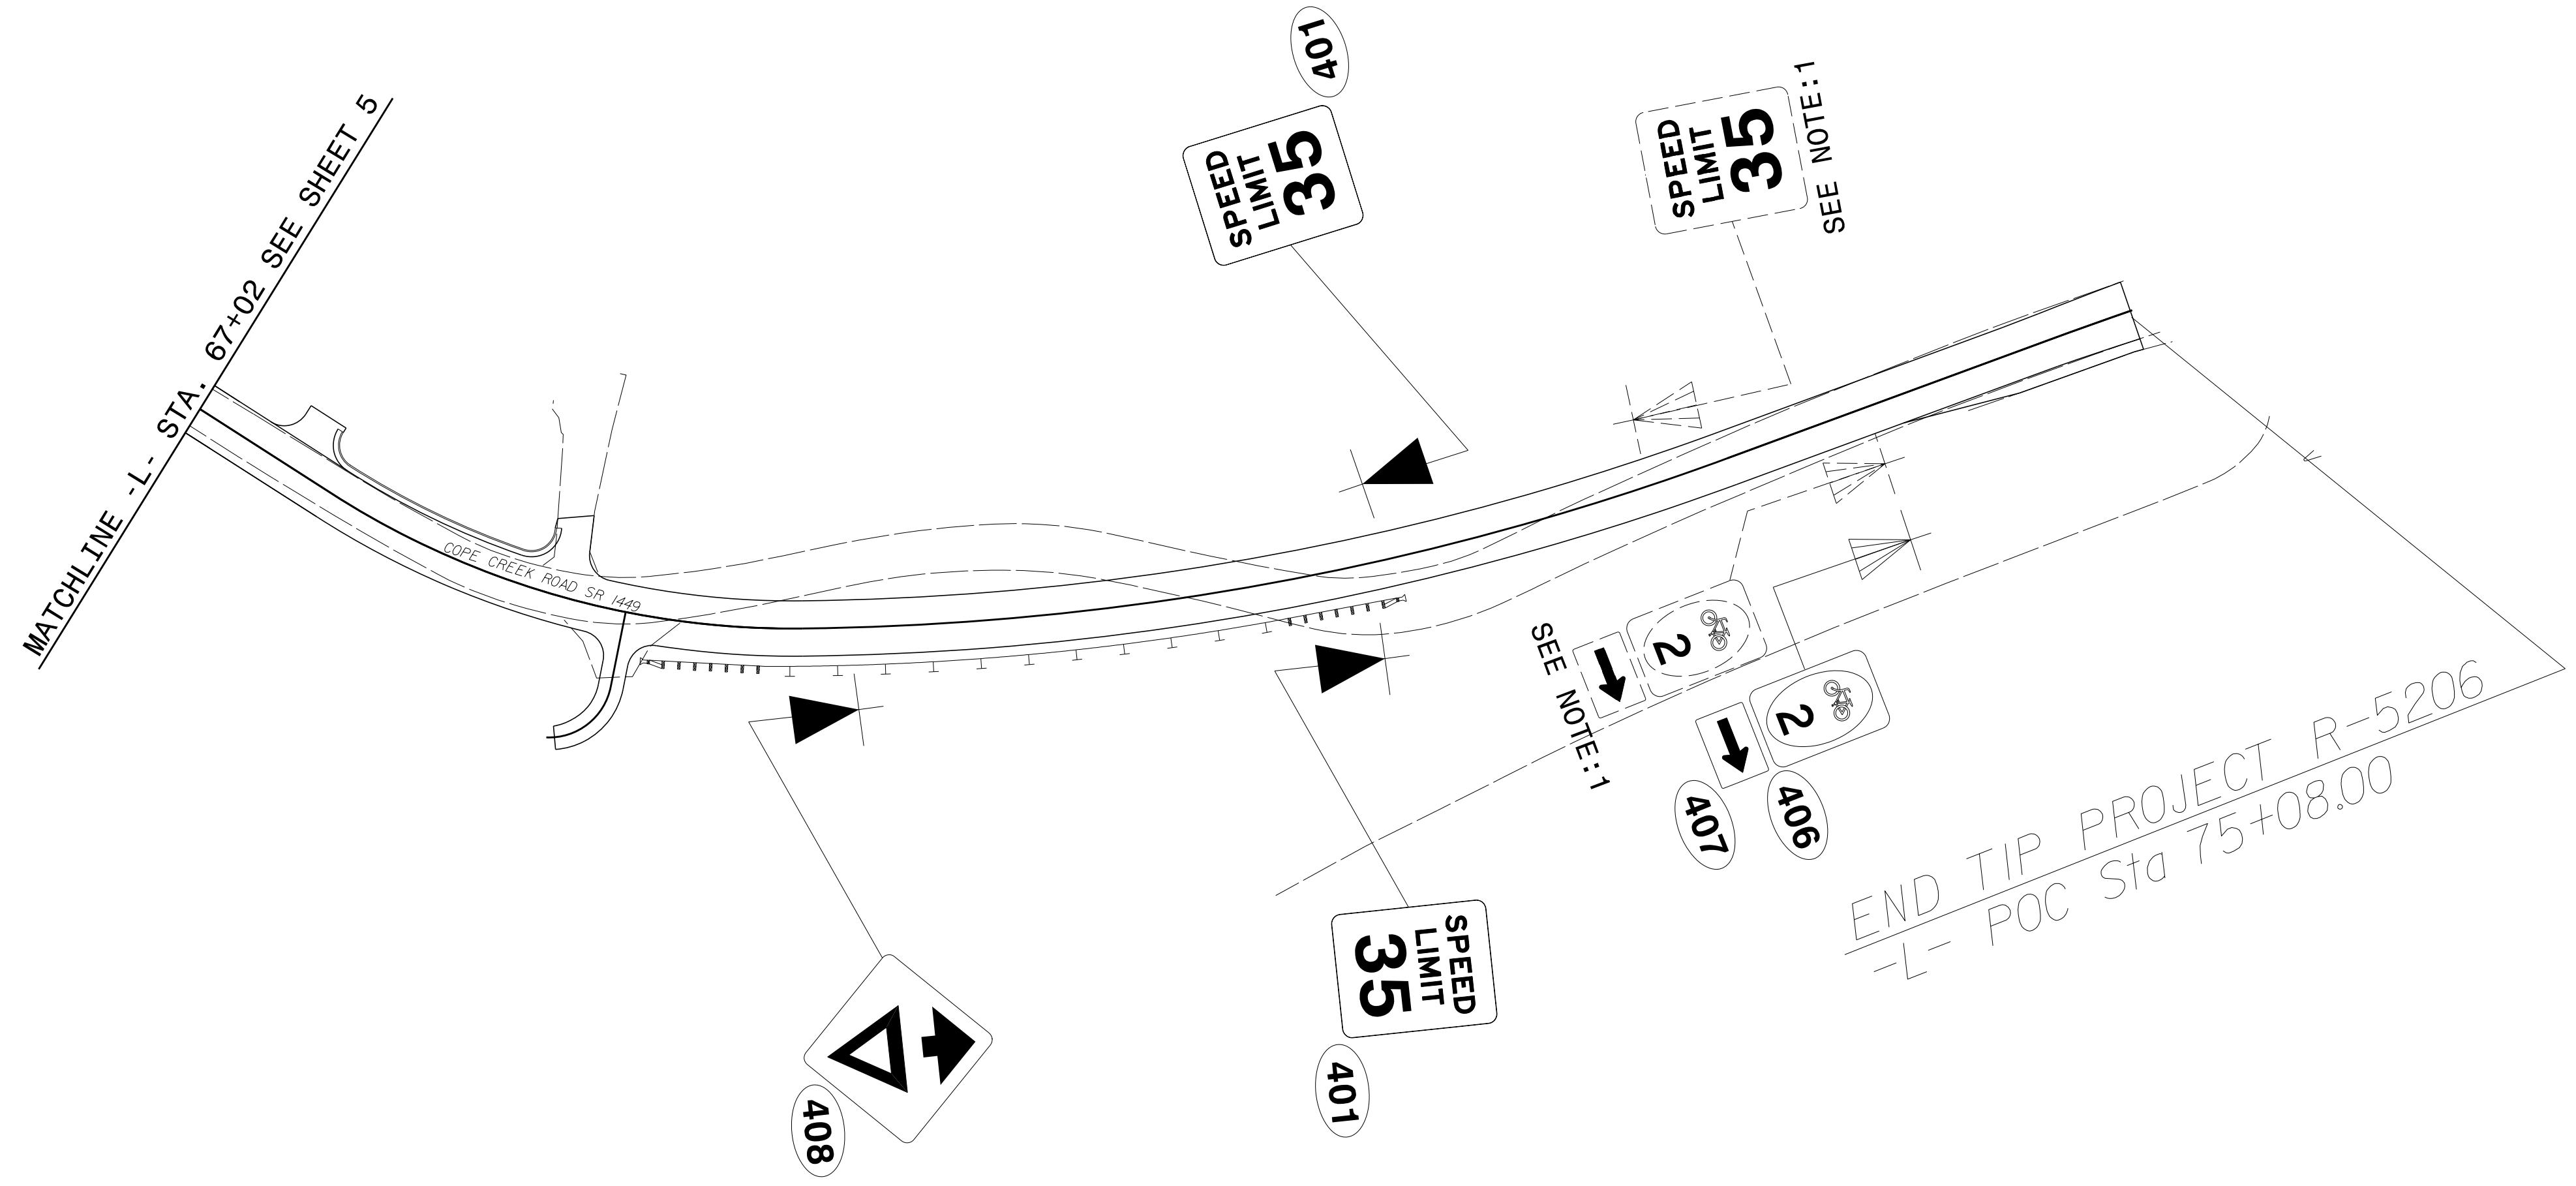 MATCHLINE -L- STA. 67+02 SEE SHEET 5
COPE CREEK ROAD SR 1449
401
SPEED
LIMIT
35
SPEED
LIMIT
35
SEE NOTE:1
SEE NOTE:1
2
2
407
406
408
SPEED
LIMIT
35
401
END TIP PROJECT R-5206
-L- POC Sta 75+08.00